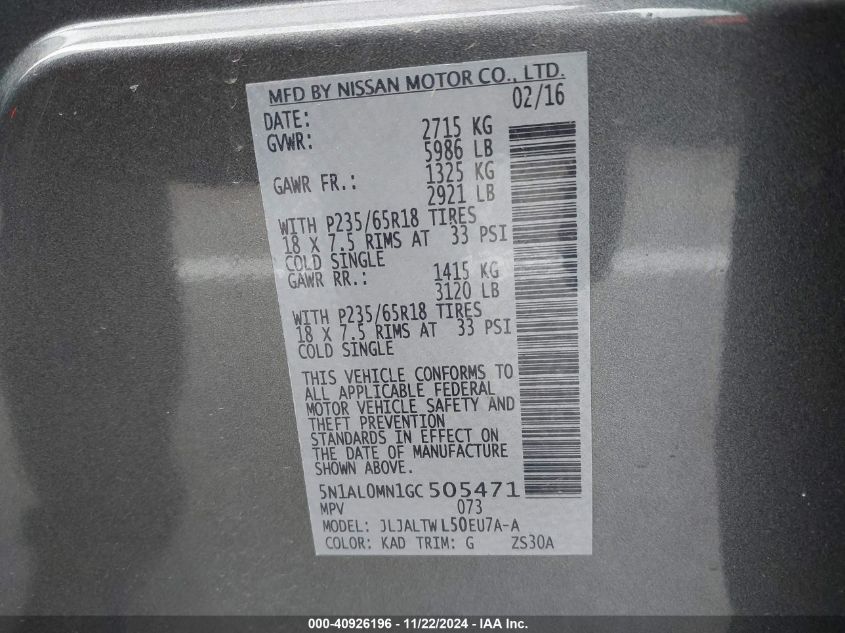 MFD BY NISSAN MOTOR CO., LTD.
DATE: 02/16
GVWR: 2715 KG
5986 LB
GAWR FR.: 1325 KG
2921 LB
WITH P235/65R18 TIRES
18 X 7.5 RIMS AT 33 PSI
COLD SINGLE
GAWR RR.: 1415 KG
3120 LB
WITH P235/65R18 TIRES
18 X 7.5 RIMS AT 33 PSI
COLD SINGLE
THIS VEHICLE CONFORMS TO
ALL APPLICABLE FEDERAL
MOTOR VEHICLE SAFETY AND
THEFT PREVENTION
STANDARDS IN EFFECT ON
THE DATE OF MANUFACTURE
SHOWN ABOVE.
5N1AL0MN1GC505471
MPV 073
MODEL: JLJALTWL50EU7A-A
COLOR: KAD TRIM: G ZS30A
000-40926196 - 11/22/2024 - IAA Inc.